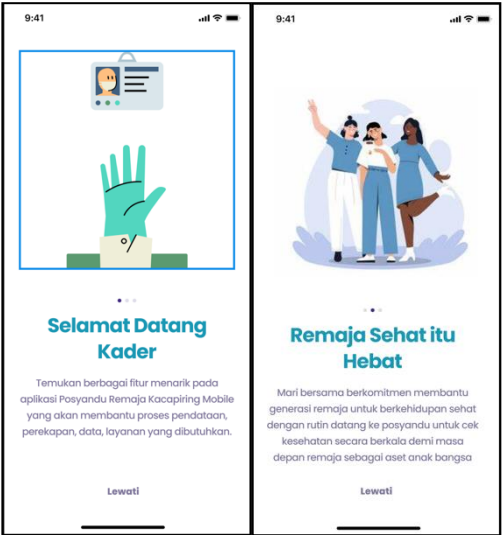 9:41
Selamat Datang
Kader
Temukan berbagai fitur menarik pada
aplikasi Posyandu Remaja Kacapiring Mobile
yang akan membantu proses pendataan,
perekapan, data, layanan yang dibutuhkan.
Lewati
9:41
Remaja Sehat itu
Hebat
Mari bersama berkomitmen membantu
generasi remaja untuk berkehidupan sehat
dengan rutin datang ke posyandu untuk cek
kesehatan secara berkala demi masa
depan remaja sebagai aset anak bangsa
Lewati